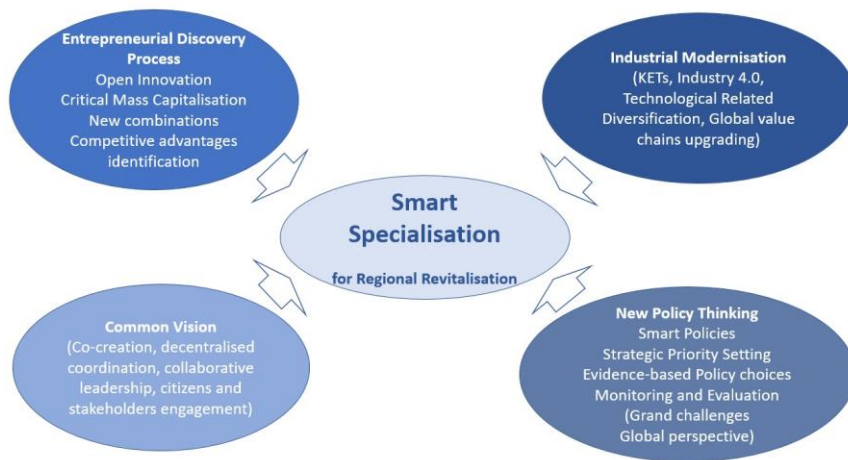 Entrepreneurial Discovery
Process
Open Innovation
Critical Mass Capitalisation
New combinations
Competitive advantages
identification
Industrial Modernisation
(KETs, Industry 4.0,
Technological Related
Diversification, Global value
chains upgrading)
Smart
Specialisation
for Regional Revitalisation
Common Vision
(Co-creation, decentralised
coordination, collaborative
leadership, citizens and
stakeholders engagement)
New Policy Thinking
Smart Policies
Strategic Priority Setting
Evidence-based Policy choices
Monitoring and Evaluation
(Grand challenges
Global perspective)